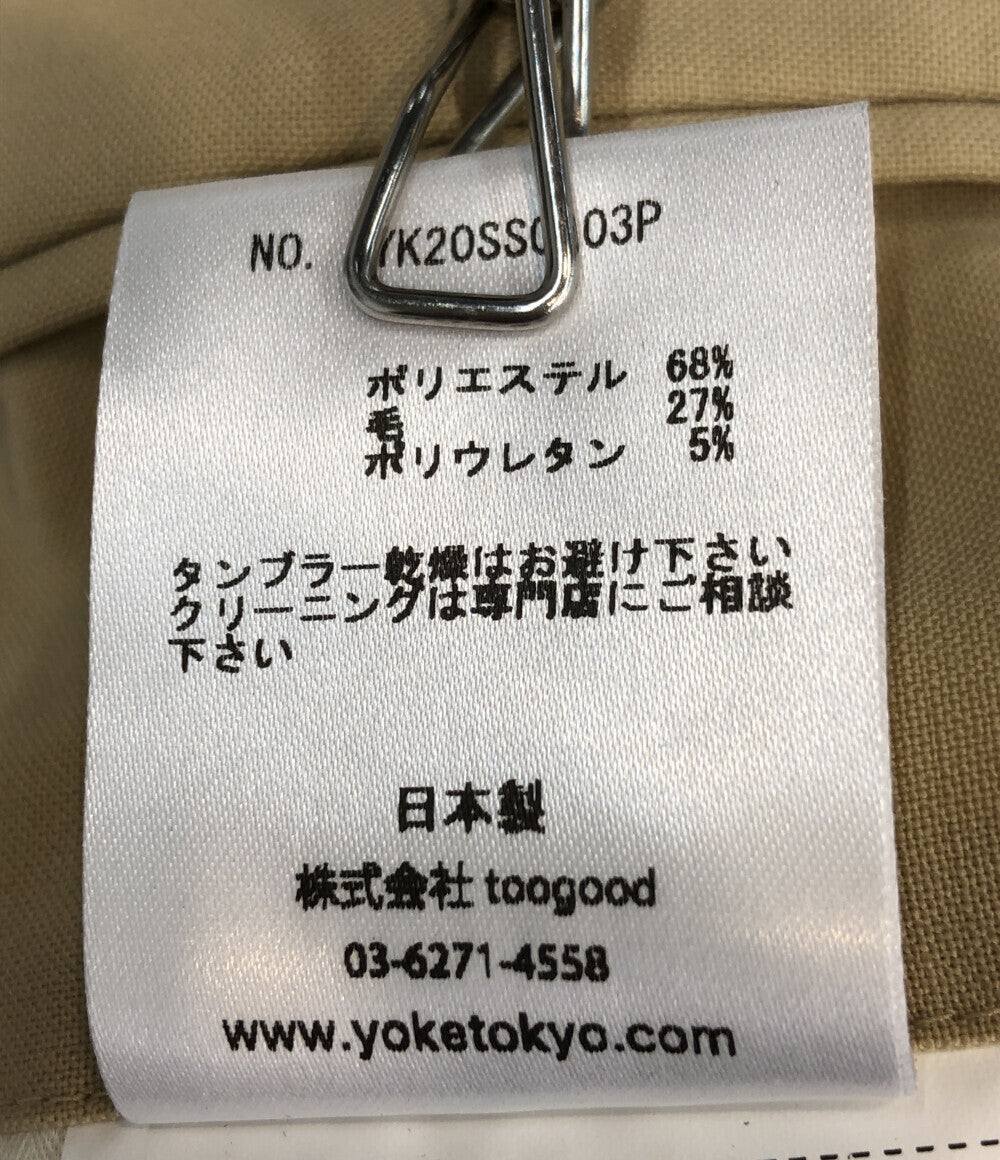 NO. YK20SS0 03P
ポリエステル 68%
毛 27%
ポリウレタン 5%
タンブラー乾燥はお避け下さい
クリーニングは専門店にご相談
下さい
日本製
株式会社 toogood
03-6271-4558
www.yoketokyo.com